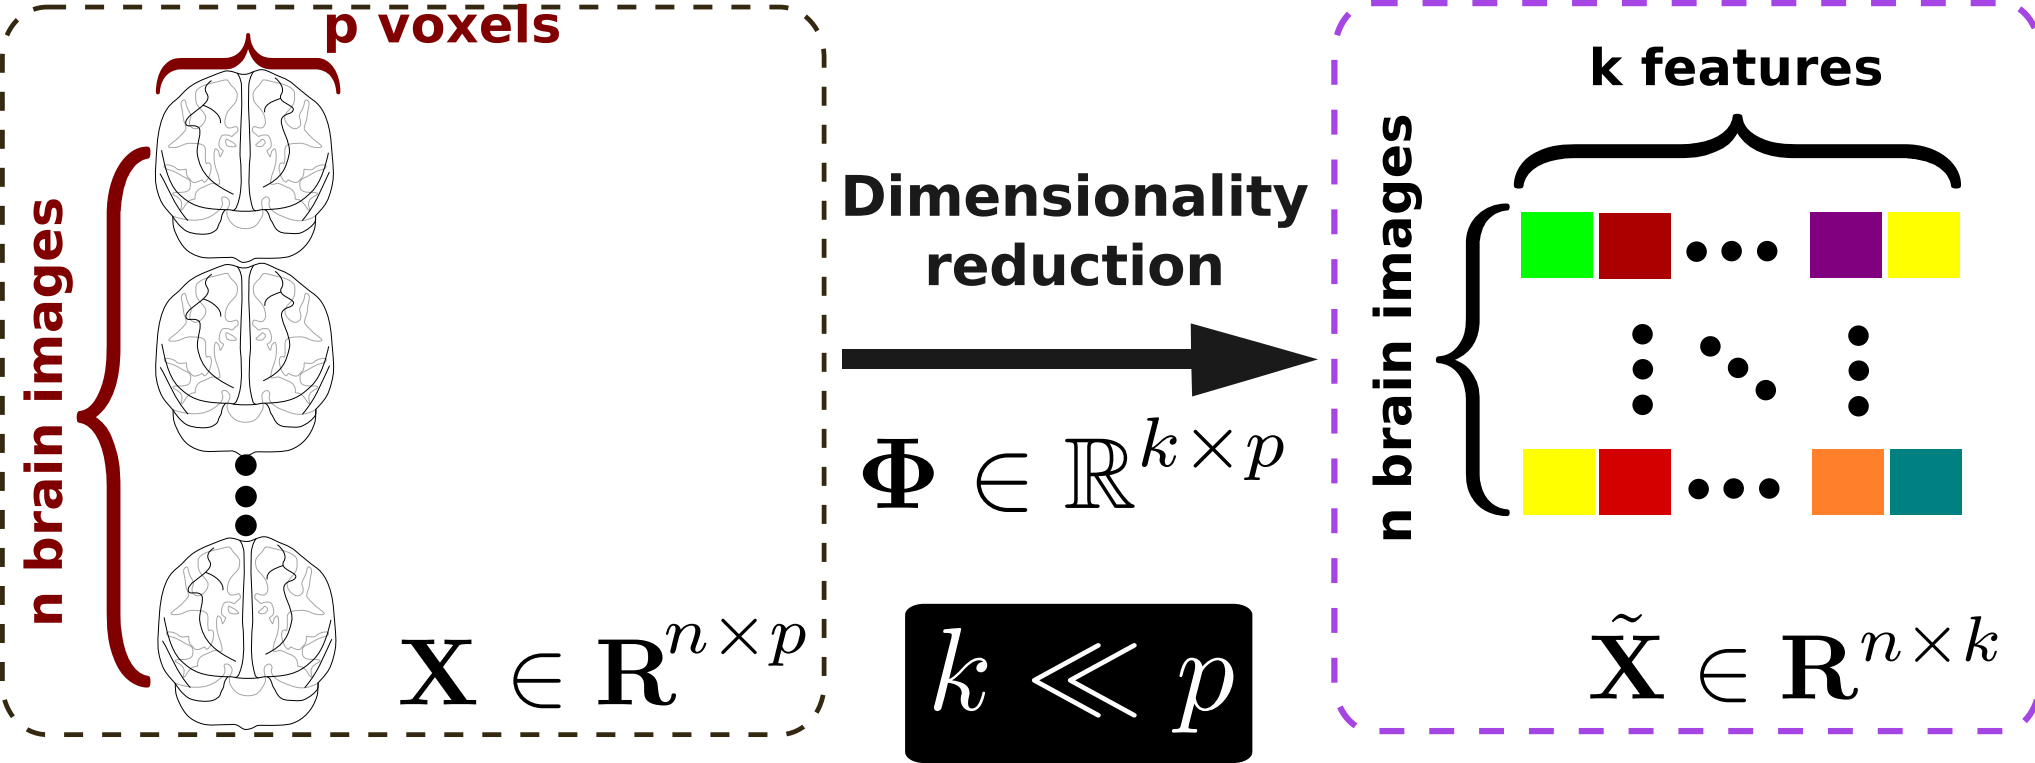 p voxels
n brain images
X ∈ R^{n×p}
Dimensionality
reduction
Φ ∈ ℝ^{k×p}
k ≪ p
k features
n brain images
X̃ ∈ R^{n×k}